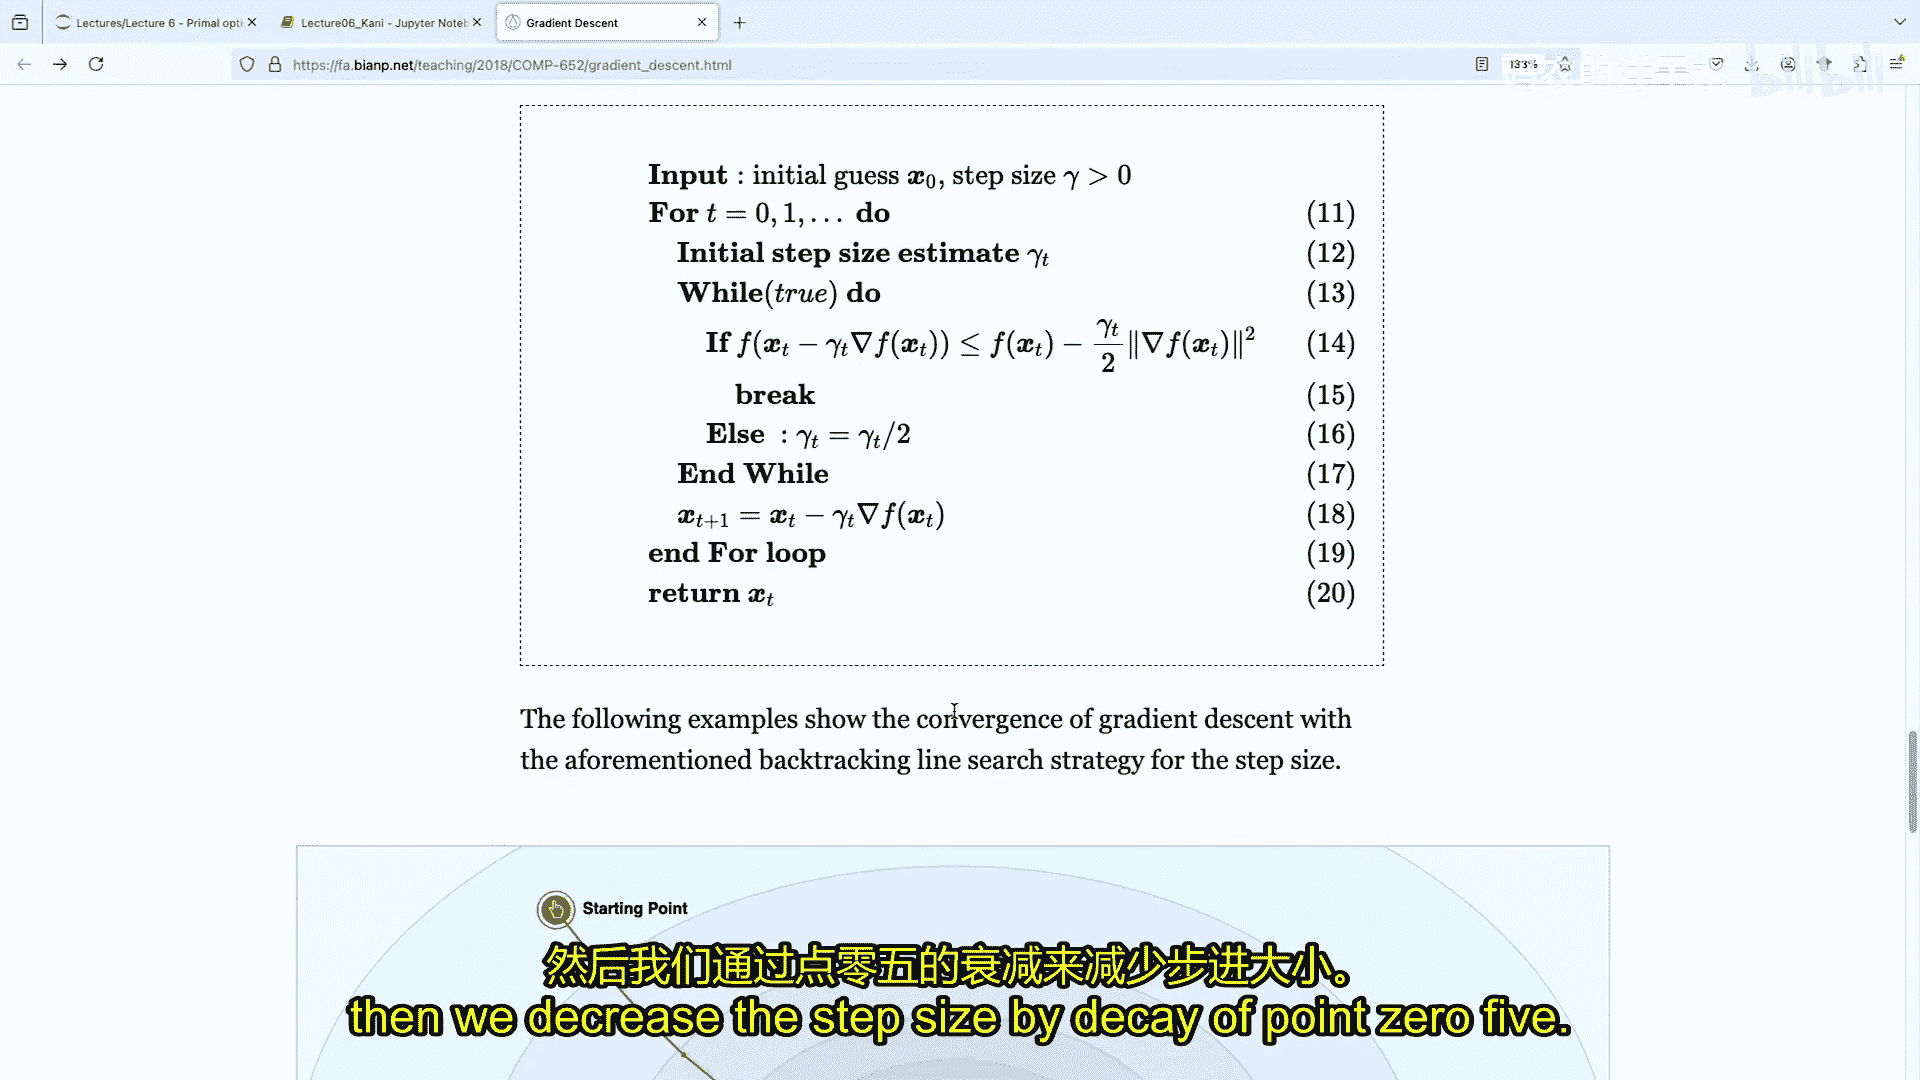 Lectures/Lecture 6 - Primal opti
Lecture06_Kani - Jupyter Noteb
Gradient Descent
https://fa.bianp.net/teaching/2018/COMP-652/gradient_descent.html
133%
Input : initial guess x₀, step size γ > 0
For t = 0, 1, … do (11)
Initial step size estimate γₜ (12)
While(true) do (13)
If f(xₜ − γₜ∇f(xₜ)) ≤ f(xₜ) − γₜ/2 ‖∇f(xₜ)‖² (14)
break (15)
Else : γₜ = γₜ/2 (16)
End While (17)
xₜ₊₁ = xₜ − γₜ∇f(xₜ) (18)
end For loop (19)
return xₜ (20)
The following examples show the convergence of gradient descent with
the aforementioned backtracking line search strategy for the step size.
Starting Point
然后我们通过点零五的衰减来减少步进大小。
then we decrease the step size by decay of point zero five.